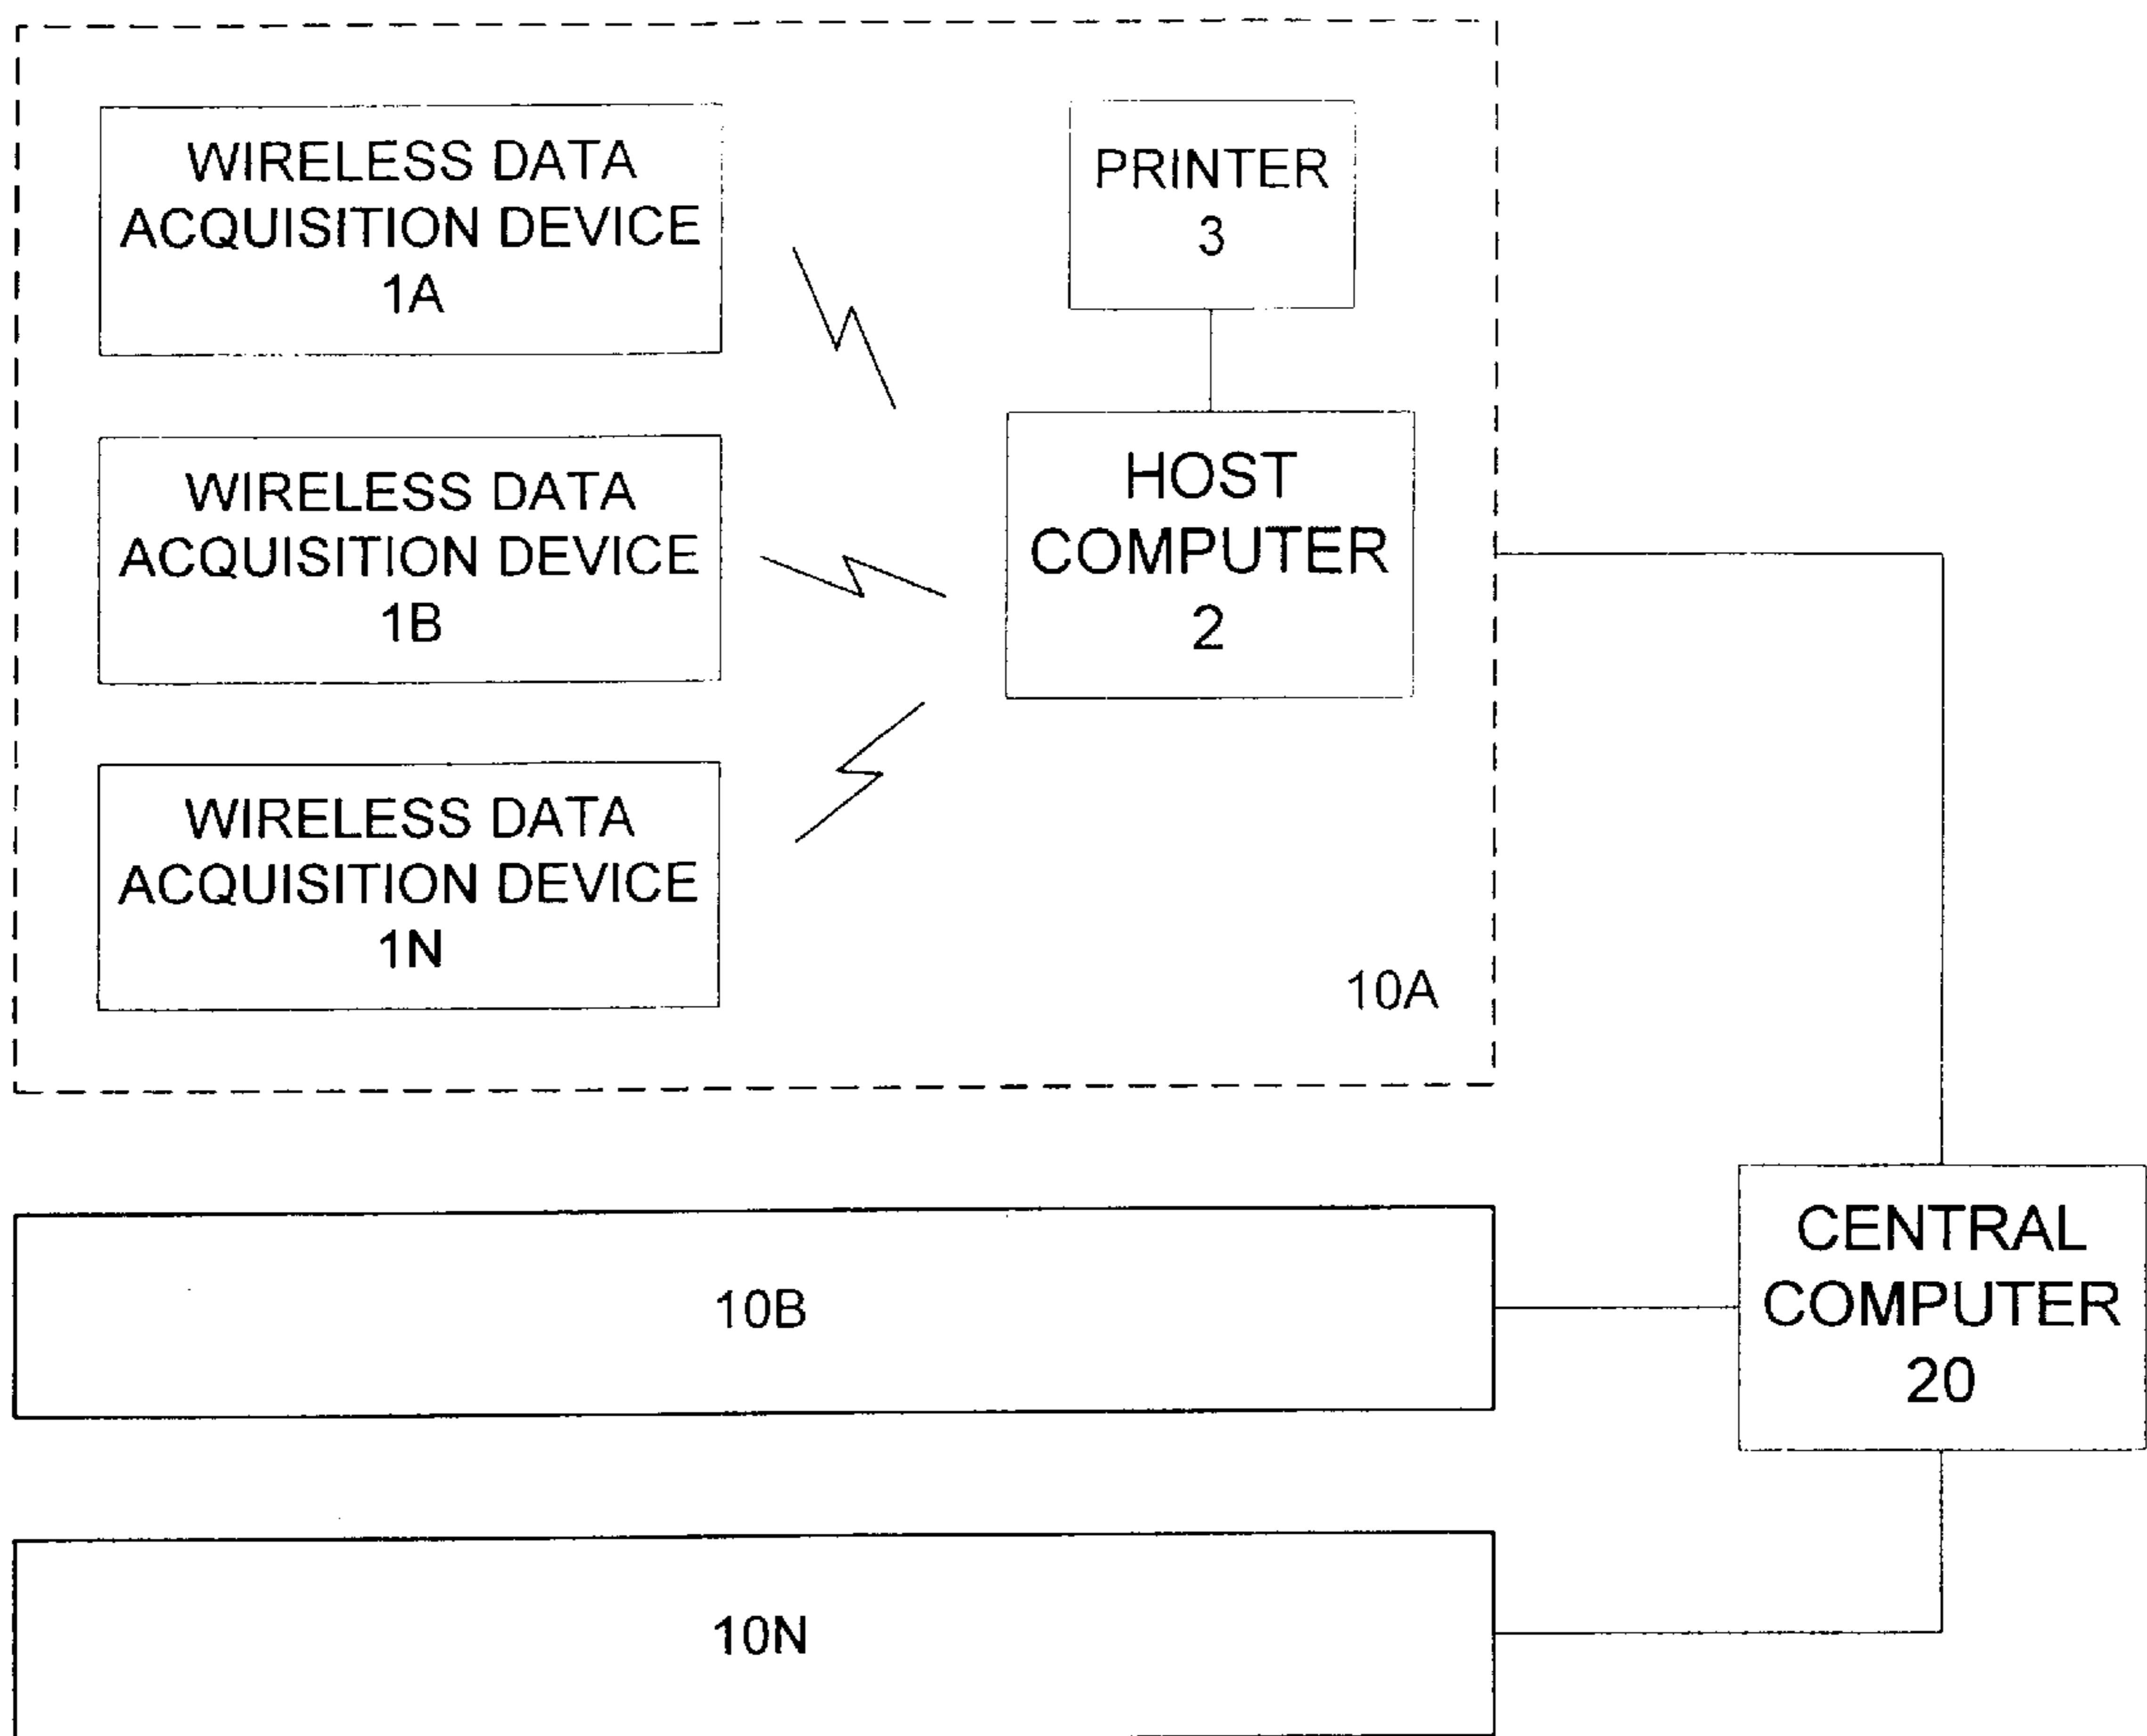 WIRELESS DATA
ACQUISITION DEVICE
1A
PRINTER
3
WIRELESS DATA
ACQUISITION DEVICE
1B
HOST
COMPUTER
2
WIRELESS DATA
ACQUISITION DEVICE
1N
10A
10B
CENTRAL
COMPUTER
20
10N